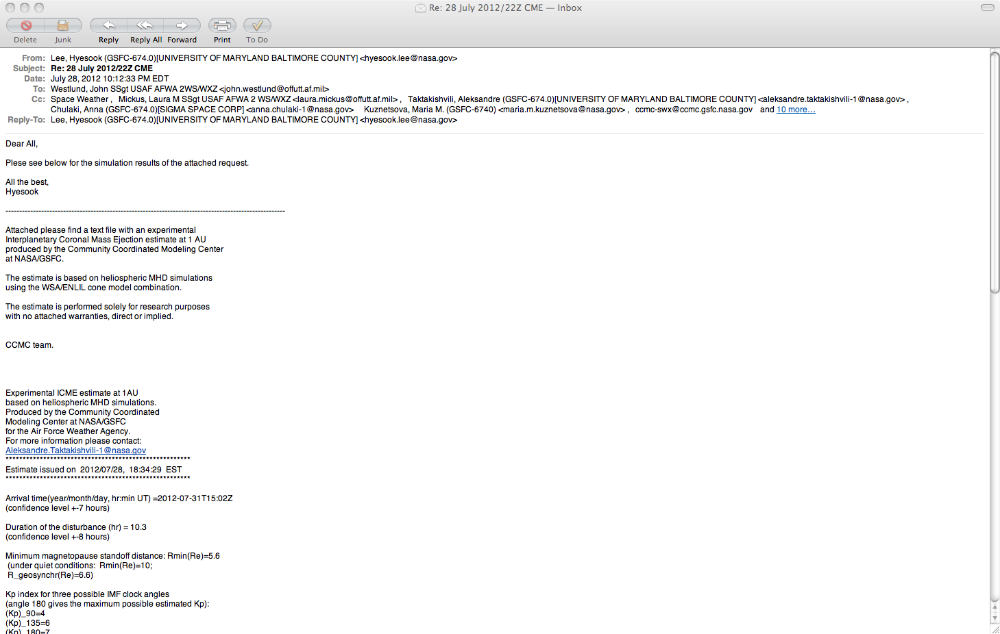 Re: 28 July 2012/22Z CME — Inbox
Delete Junk Reply Reply All Forward Print To Do
From: Lee, Hyesook (GSFC-674.0)[UNIVERSITY OF MARYLAND BALTIMORE COUNTY] <hyesook.lee@nasa.gov>
Subject: Re: 28 July 2012/22Z CME
Date: July 28, 2012 10:12:33 PM EDT
To: Westlund, John SSgt USAF AFWA 2WS/WXZ <john.westlund@offutt.af.mil>
Cc: Space Weather , Mickus, Laura M SSgt USAF AFWA 2 WS/WXZ <laura.mickus@offutt.af.mil> , Taktakishvili, Aleksandre (GSFC-674.0)[UNIVERSITY OF MARYLAND BALTIMORE COUNTY] <aleksandre.taktakishvili-1@nasa.gov> ,
Chulaki, Anna (GSFC-674.0)[SIGMA SPACE CORP] <anna.chulaki-1@nasa.gov> Kuznetsova, Maria M. (GSFC-6740) <maria.m.kuznetsova@nasa.gov> , ccmc-swx@ccmc.gsfc.nasa.gov and 10 more…
Reply-To: Lee, Hyesook (GSFC-674.0)[UNIVERSITY OF MARYLAND BALTIMORE COUNTY] <hyesook.lee@nasa.gov>
Dear All,
Plese see below for the simulation results of the attached request.
All the best,
Hyesook
------------------------------------------------------------------------------------------------------
Attached please find a text file with an experimental
Interplanetary Coronal Mass Ejection estimate at 1 AU
produced by the Community Coordinated Modeling Center
at NASA/GSFC.
The estimate is based on heliospheric MHD simulations
using the WSA/ENLIL cone model combination.
The estimate is performed solely for research purposes
with no attached warranties, direct or implied.
CCMC team.
Experimental ICME estimate at 1AU
based on heliospheric MHD simulations.
Produced by the Community Coordinated
Modeling Center at NASA/GSFC
for the Air Force Weather Agency.
For more information please contact:
Aleksandre.Taktakishvili-1@nasa.gov
******************************************************
Estimate issued on 2012/07/28, 18:34:29 EST
******************************************************
Arrival time(year/month/day, hr:min UT) =2012-07-31T15:02Z
(confidence level +-7 hours)
Duration of the disturbance (hr) = 10.3
(confidence level +-8 hours)
Minimum magnetopause standoff distance: Rmin(Re)=5.6
(under quiet conditions: Rmin(Re)=10;
R_geosynchr(Re)=6.6)
Kp index for three possible IMF clock angles
(angle 180 gives the maximum possible estimated Kp):
(Kp)_90=4
(Kp)_135=6
(Kp)_180=7